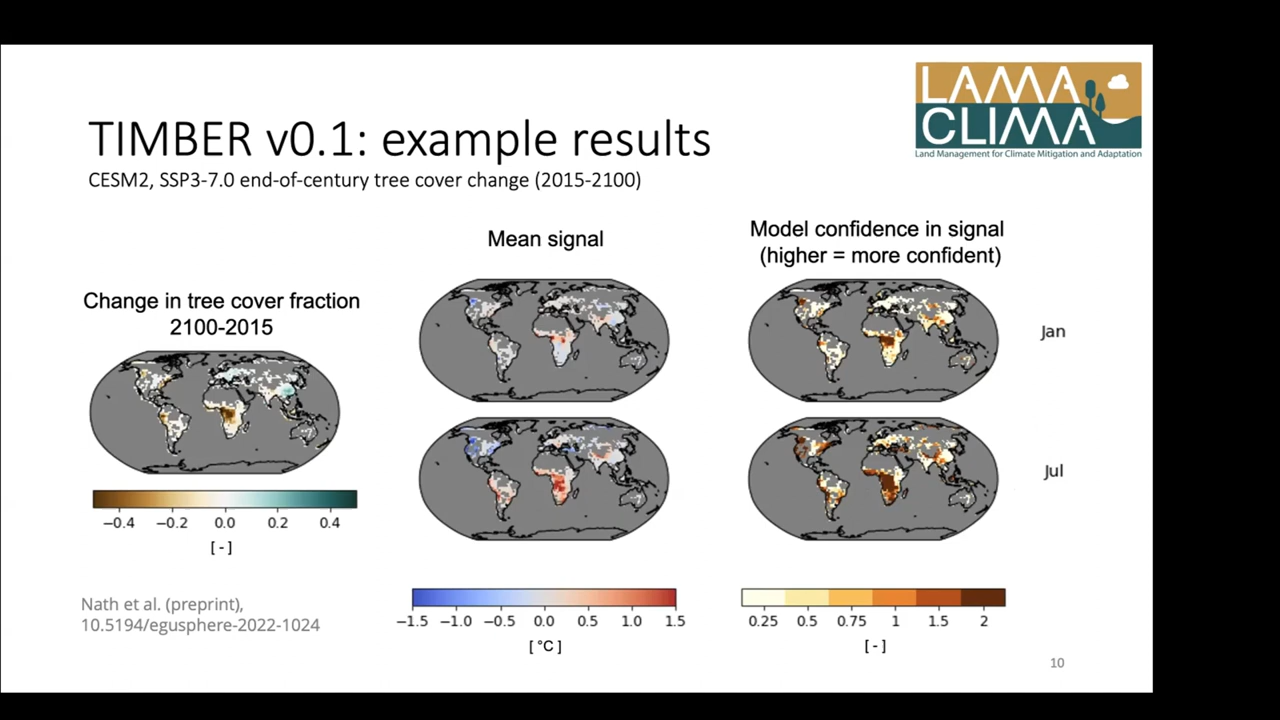 LAMA
CLIMA
Land Management for Climate Mitigation and Adaptation
TIMBER v0.1: example results
CESM2, SSP3-7.0 end-of-century tree cover change (2015-2100)
Mean signal
Model confidence in signal
(higher = more confident)
Change in tree cover fraction
2100-2015
Jan
Jul
−0.4 −0.2 0.0 0.2 0.4
[ - ]
−1.5 −1.0 −0.5 0.0 0.5 1.0 1.5
[ °C ]
0.25 0.5 0.75 1 1.5 2
[ - ]
Nath et al. (preprint),
10.5194/egusphere-2022-1024
10